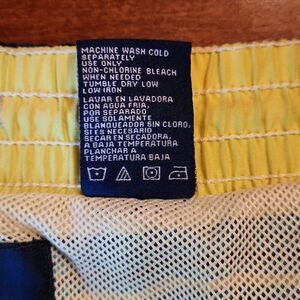 MACHINE WASH COLD
SEPARATELY
USE ONLY
NON-CHLORINE BLEACH
WHEN NEEDED
TUMBLE DRY LOW
LOW IRON
LAVAR EN LAVADORA
CON AGUA FRIA,
POR SEPARADO
USE SOLAMENTE
BLANQUEADOR SIN CLORO,
SI ES NECESARIO
SECAR EN SECADORA,
A BAJA TEMPERATURA
PLANCHAR A
TEMPERATURA BAJA